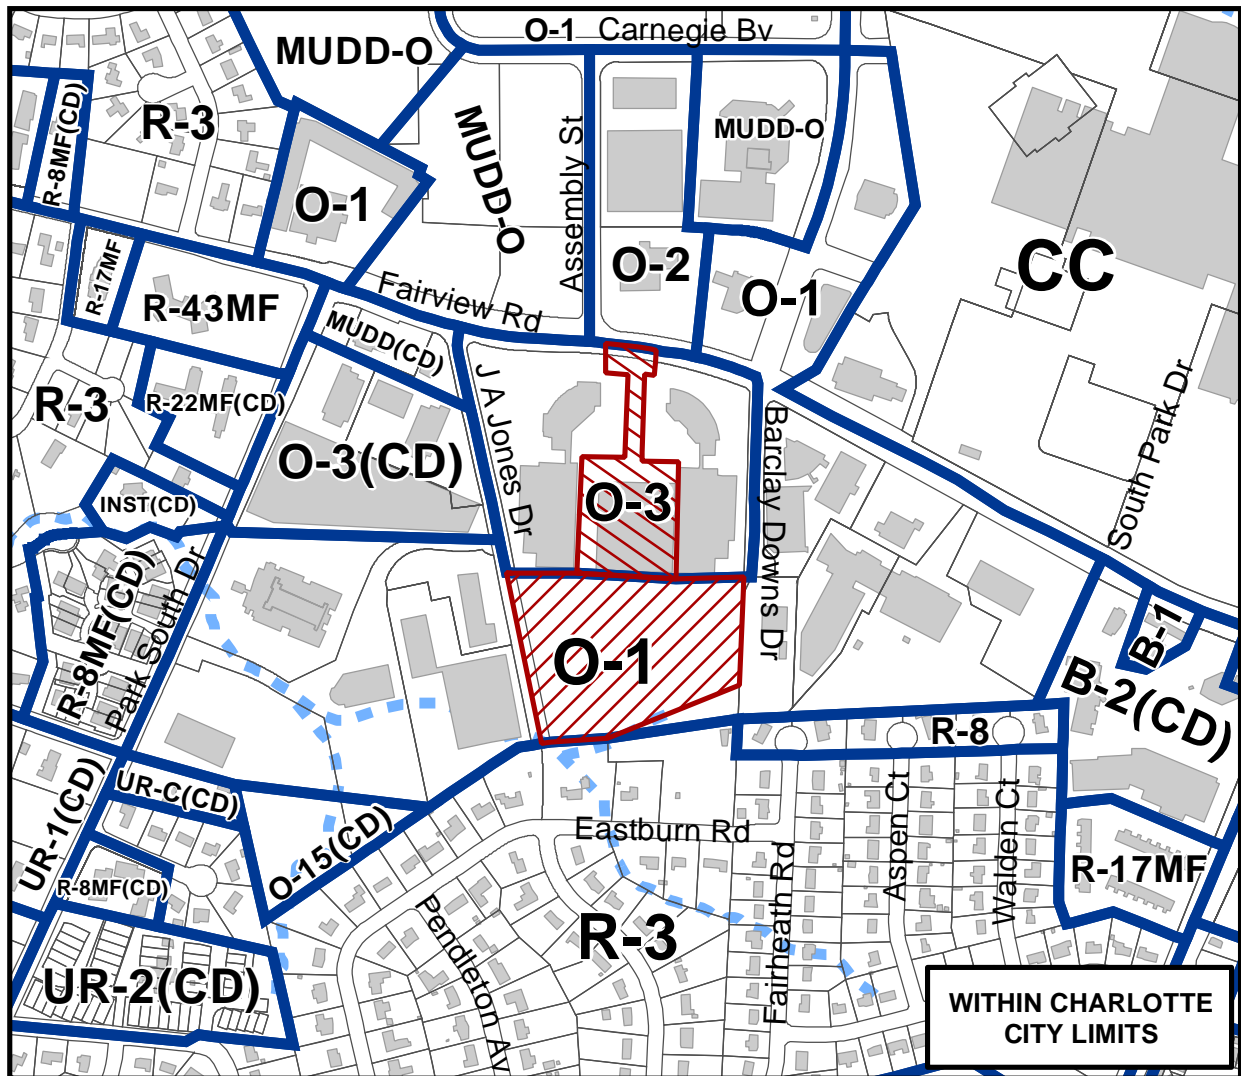 O-1 Carnegie Bv
MUDD-O
R-8MF(CD)
R-3
MUDD-O
Assembly St
MUDD-O
O-1
R-17MF
O-2
CC
R-43MF
Fairview Rd
O-1
MUDD(CD)
J A Jones Dr
R-3
R-22MF(CD)
O-3(CD)
Barclay Downs Dr
South Park Dr
INST(CD)
O-3
R-8MF(CD)
Park South Dr
O-1
B-1
B-2(CD)
R-8
UR-1(CD)
UR-C(CD)
O-15(CD)
Eastburn Rd
Fairheath Rd
Aspen Ct
Walden Ct
R-17MF
R-8MF(CD)
Pendleton Av
R-3
UR-2(CD)
WITHIN CHARLOTTE
CITY LIMITS